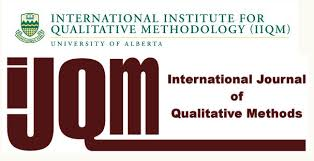 INTERNATIONAL INSTITUTE FOR
QUALITATIVE METHODOLOGY (IIQM)
UNIVERSITY OF ALBERTA
IJQM
International Journal
of
Qualitative Methods